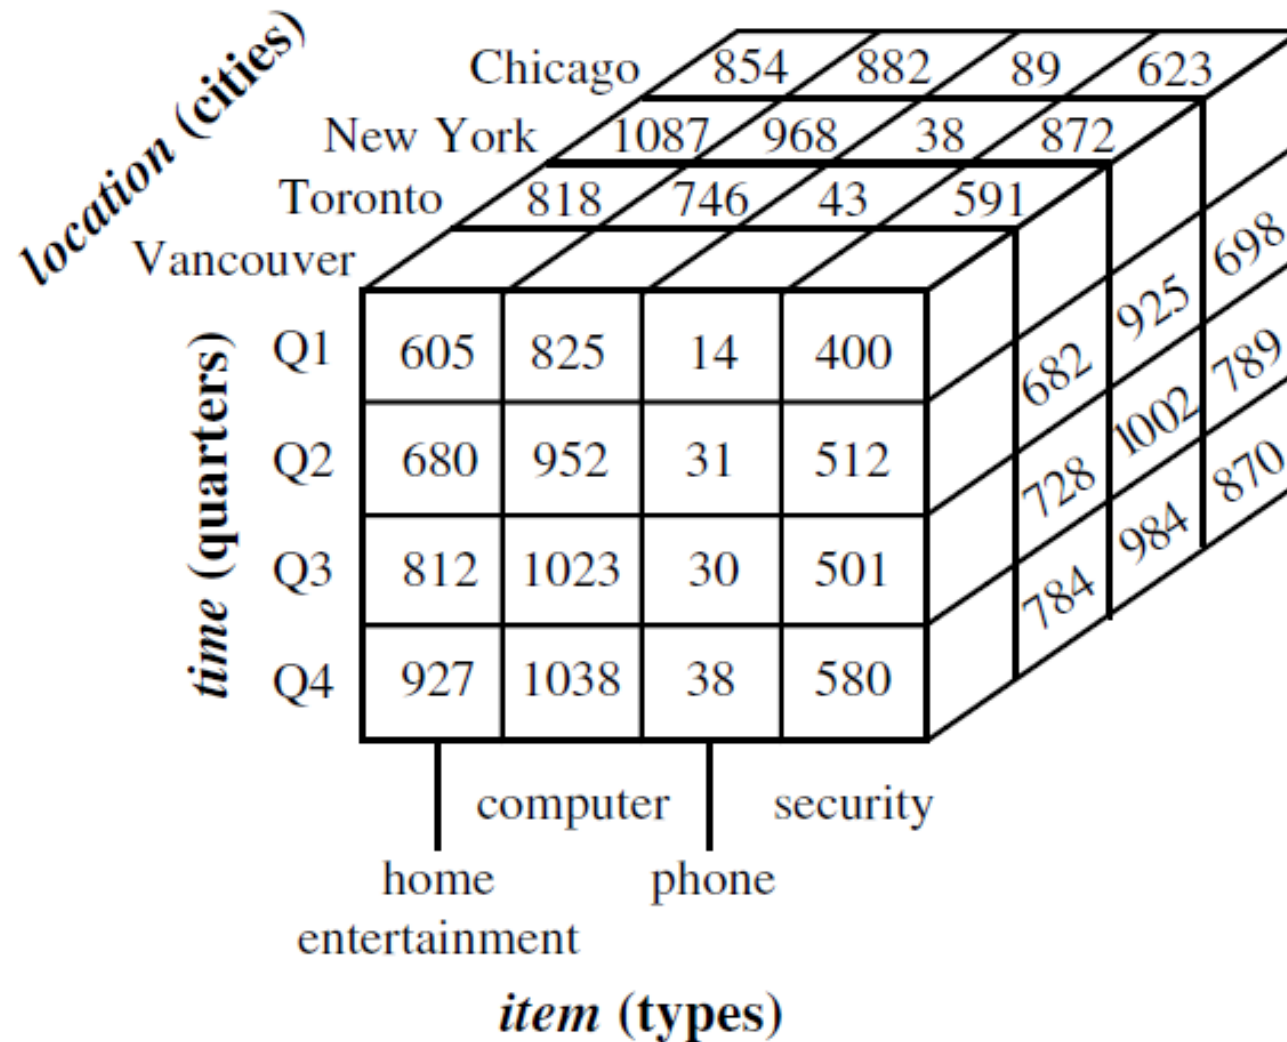 location (cities)
Chicago 854 882 89 623
New York 1087 968 38 872
Toronto 818 746 43 591
Vancouver
time (quarters)
Q1 605 825 14 400
Q2 680 952 31 512
Q3 812 1023 30 501
Q4 927 1038 38 580
682 925 698
728 1002 789
784 984 870
computer security
home phone
entertainment
item (types)